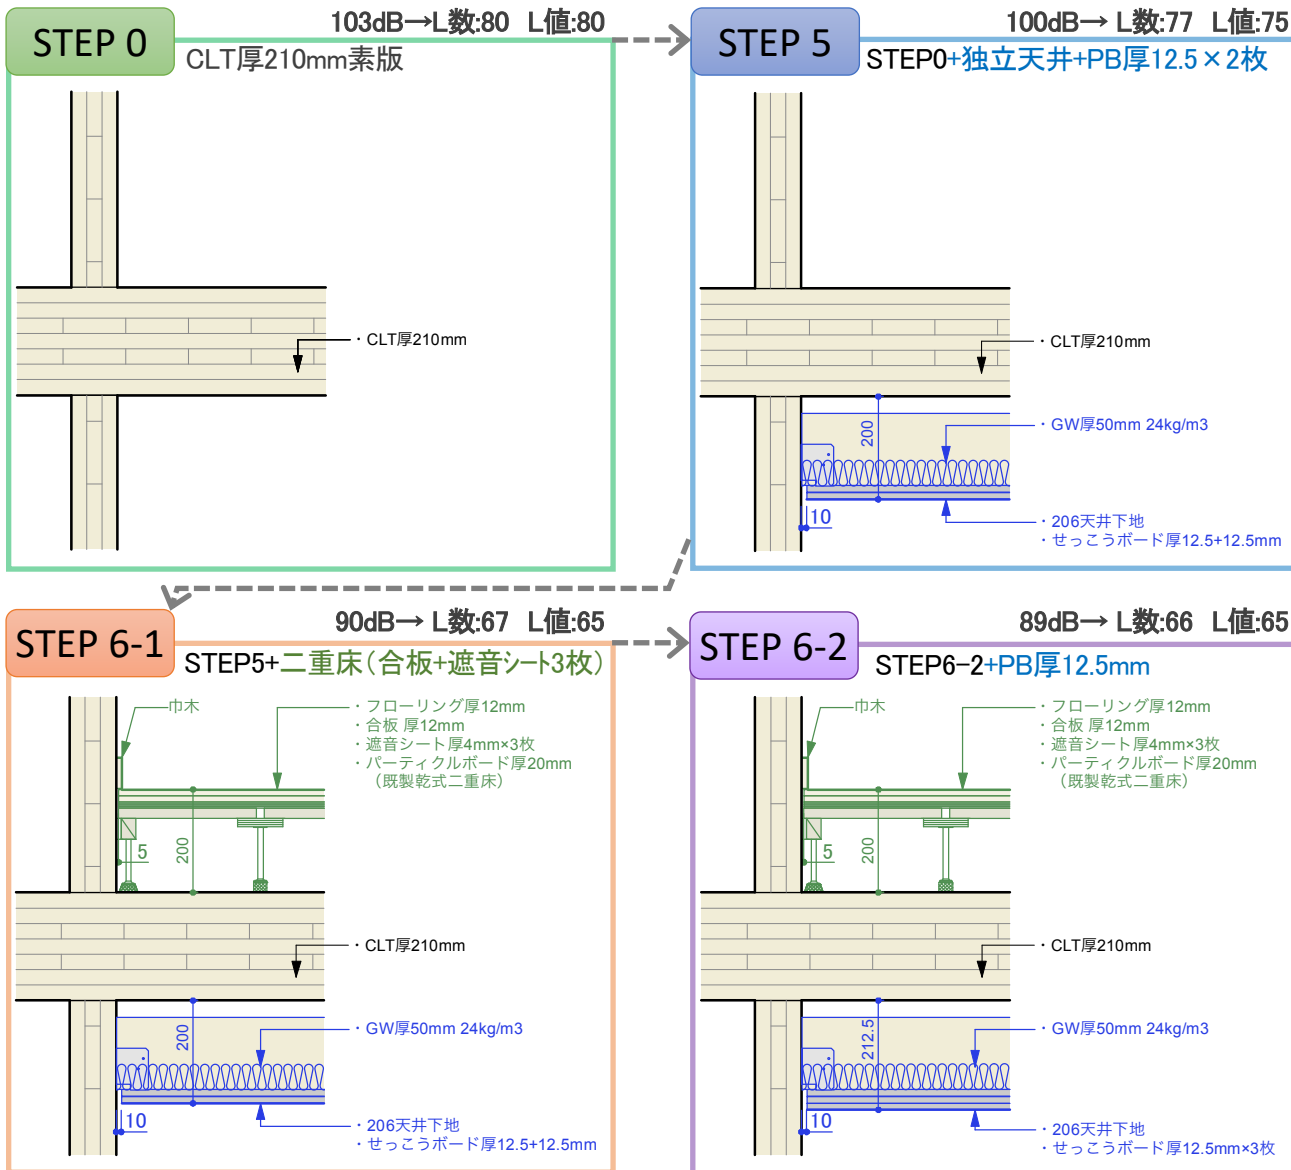 STEP 0
103dB→L数:80 L値:80
CLT厚210mm素版
・CLT厚210mm
STEP 5
100dB→ L数:77 L値:75
STEP0+独立天井+PB厚12.5×2枚
・CLT厚210mm
200
・GW厚50mm 24kg/m3
10
・206天井下地
・せっこうボード厚12.5+12.5mm
STEP 6-1
90dB→ L数:67 L値:65
STEP5+二重床(合板+遮音シート3枚)
巾木
・フローリング厚12mm
・合板 厚12mm
・遮音シート厚4mm×3枚
・パーティクルボード厚20mm
(既製乾式二重床)
5
200
・CLT厚210mm
200
・GW厚50mm 24kg/m3
10
・206天井下地
・せっこうボード厚12.5+12.5mm
STEP 6-2
89dB→ L数:66 L値:65
STEP6-2+PB厚12.5mm
巾木
・フローリング厚12mm
・合板 厚12mm
・遮音シート厚4mm×3枚
・パーティクルボード厚20mm
(既製乾式二重床)
5
200
・CLT厚210mm
212.5
・GW厚50mm 24kg/m3
10
・206天井下地
・せっこうボード厚12.5mm×3枚